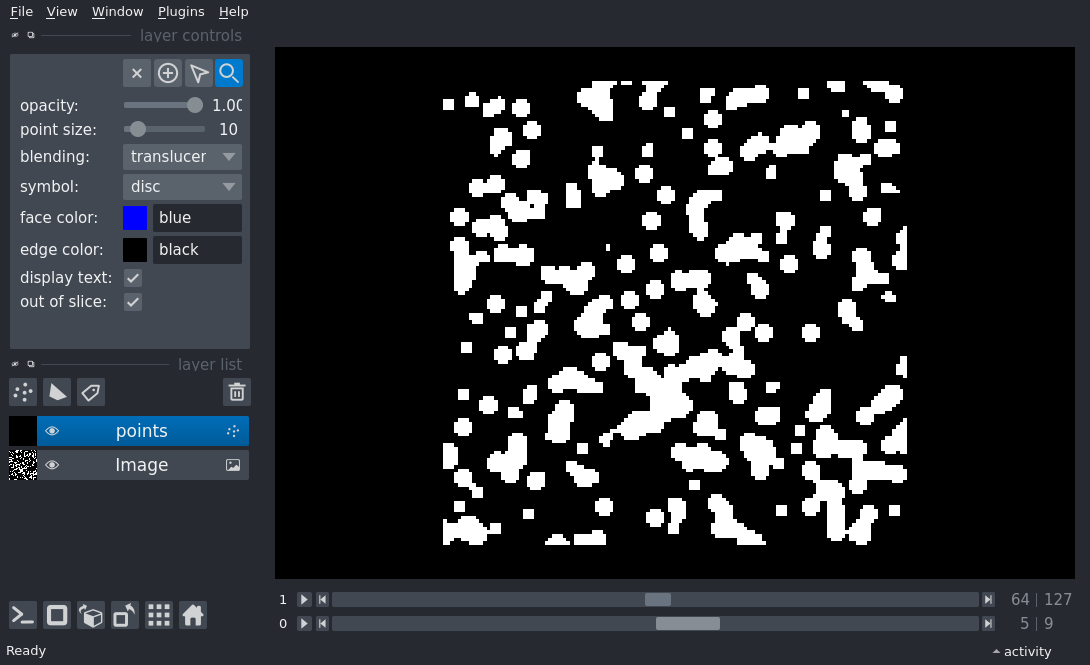 File View Window Plugins Help
layer controls
opacity: 1.00
point size: 10
blending: translucer
symbol: disc
face color: blue
edge color: black
display text:
out of slice:
layer list
points
Image
1 64 | 127
0 5 | 9
Ready activity